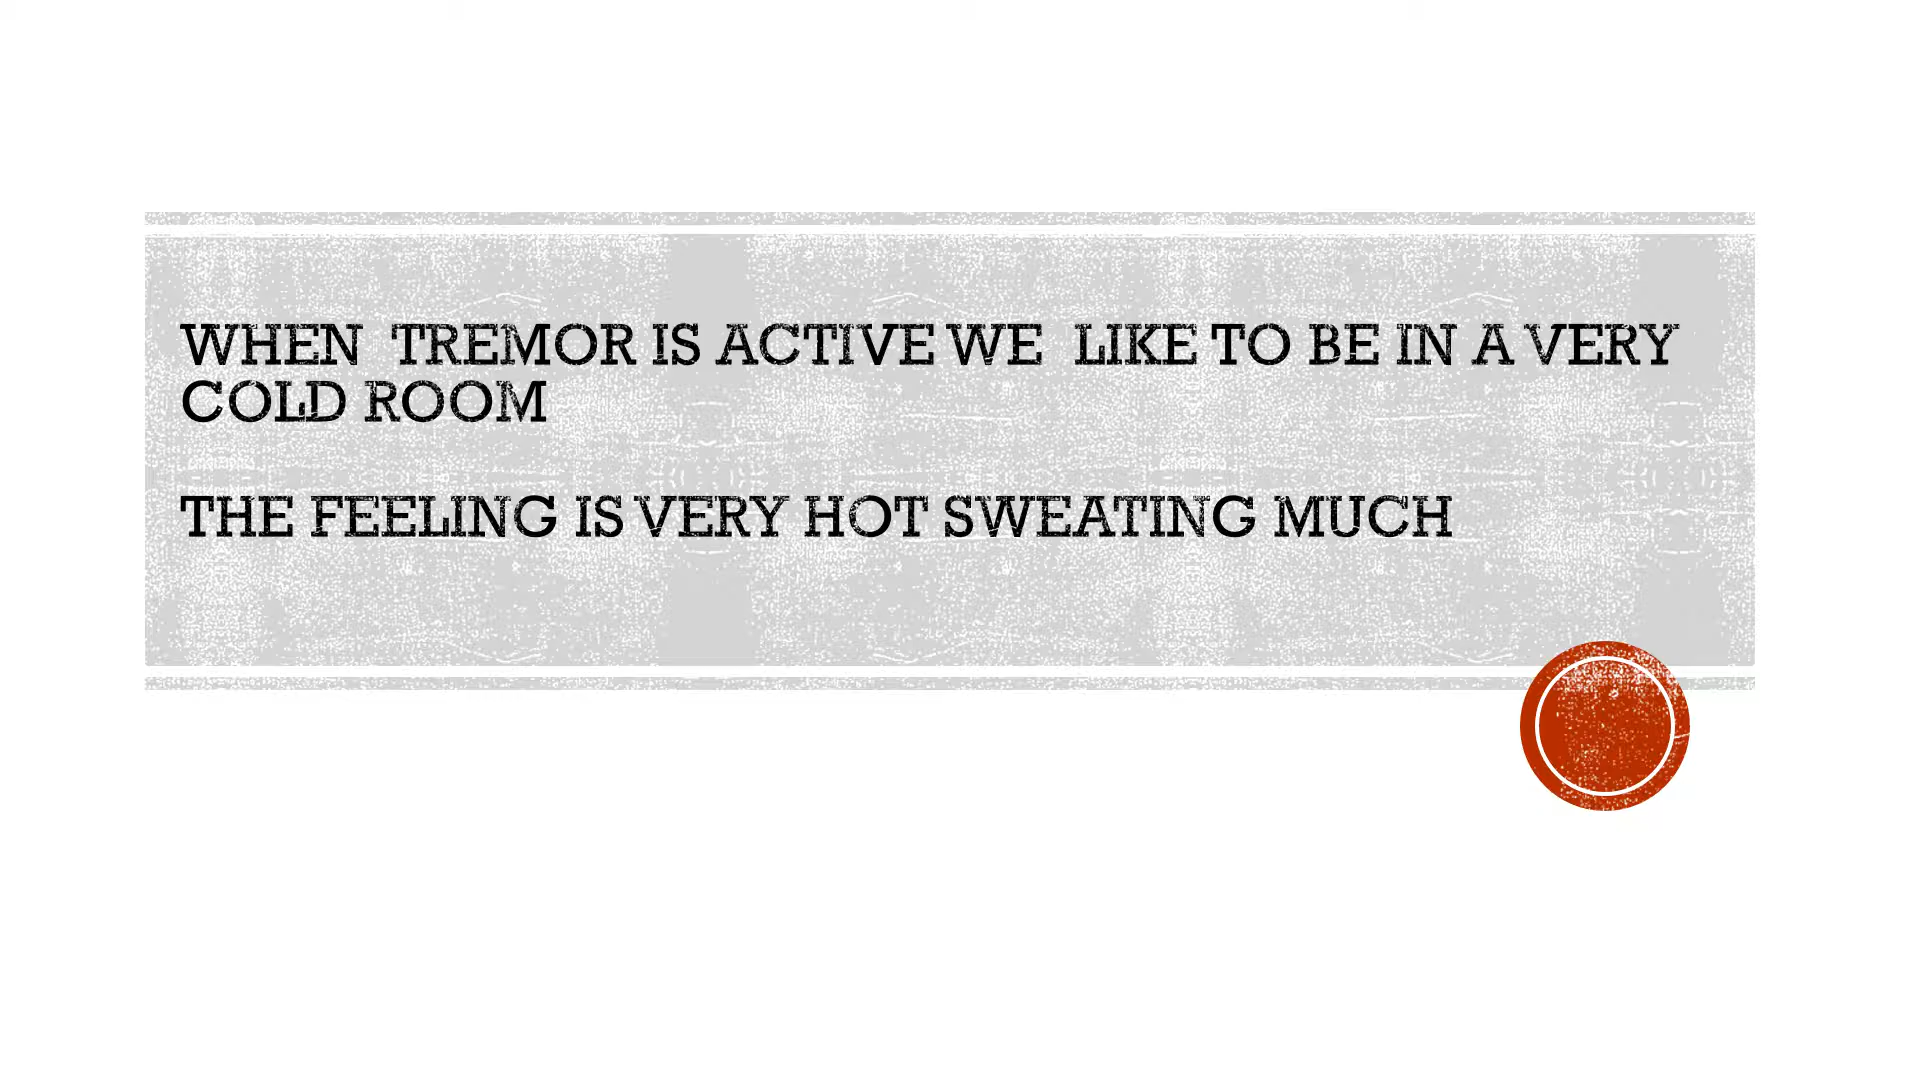 WHEN TREMOR IS ACTIVE WE LIKE TO BE IN A VERY
COLD ROOM
THE FEELING IS VERY HOT SWEATING MUCH